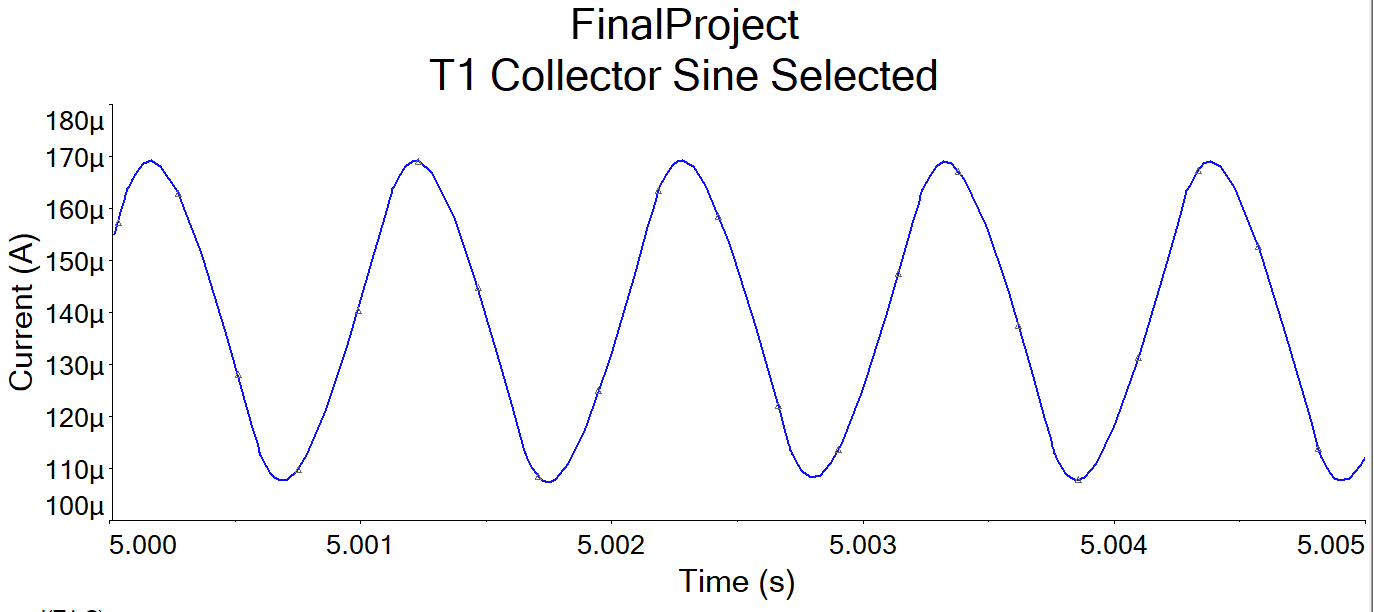 FinalProject
T1 Collector Sine Selected
180µ
170µ
160µ
150µ
140µ
130µ
120µ
110µ
100µ
Current (A)
5.000 5.001 5.002 5.003 5.004 5.005
Time (s)